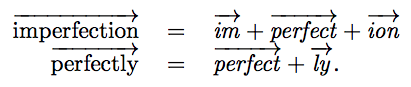 imperfection = im + perfect + ion
perfectly = perfect + ly.